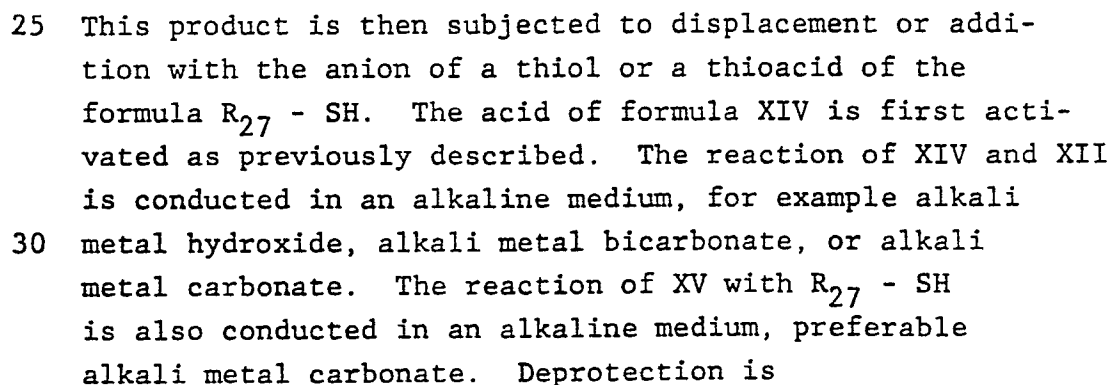 25 This product is then subjected to displacement or addi-
tion with the anion of a thiol or a thioacid of the
formula R27 - SH. The acid of formula XIV is first acti-
vated as previously described. The reaction of XIV and XII
is conducted in an alkaline medium, for example alkali
30 metal hydroxide, alkali metal bicarbonate, or alkali
metal carbonate. The reaction of XV with R27 - SH
is also conducted in an alkaline medium, preferable
alkali metal carbonate. Deprotection is